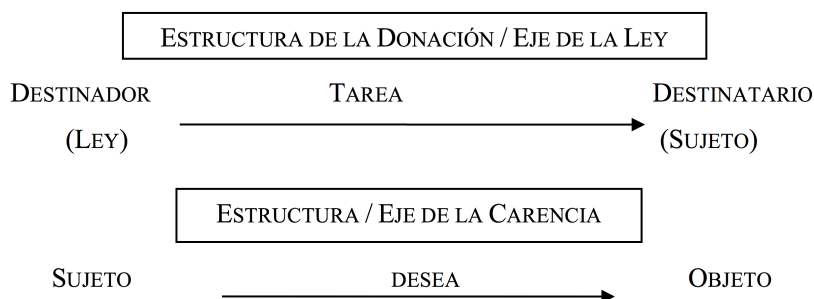 ESTRUCTURA DE LA DONACIÓN / EJE DE LA LEY
DESTINADOR TAREA DESTINATARIO
(LEY) (SUJETO)
ESTRUCTURA / EJE DE LA CARENCIA
SUJETO DESEA OBJETO